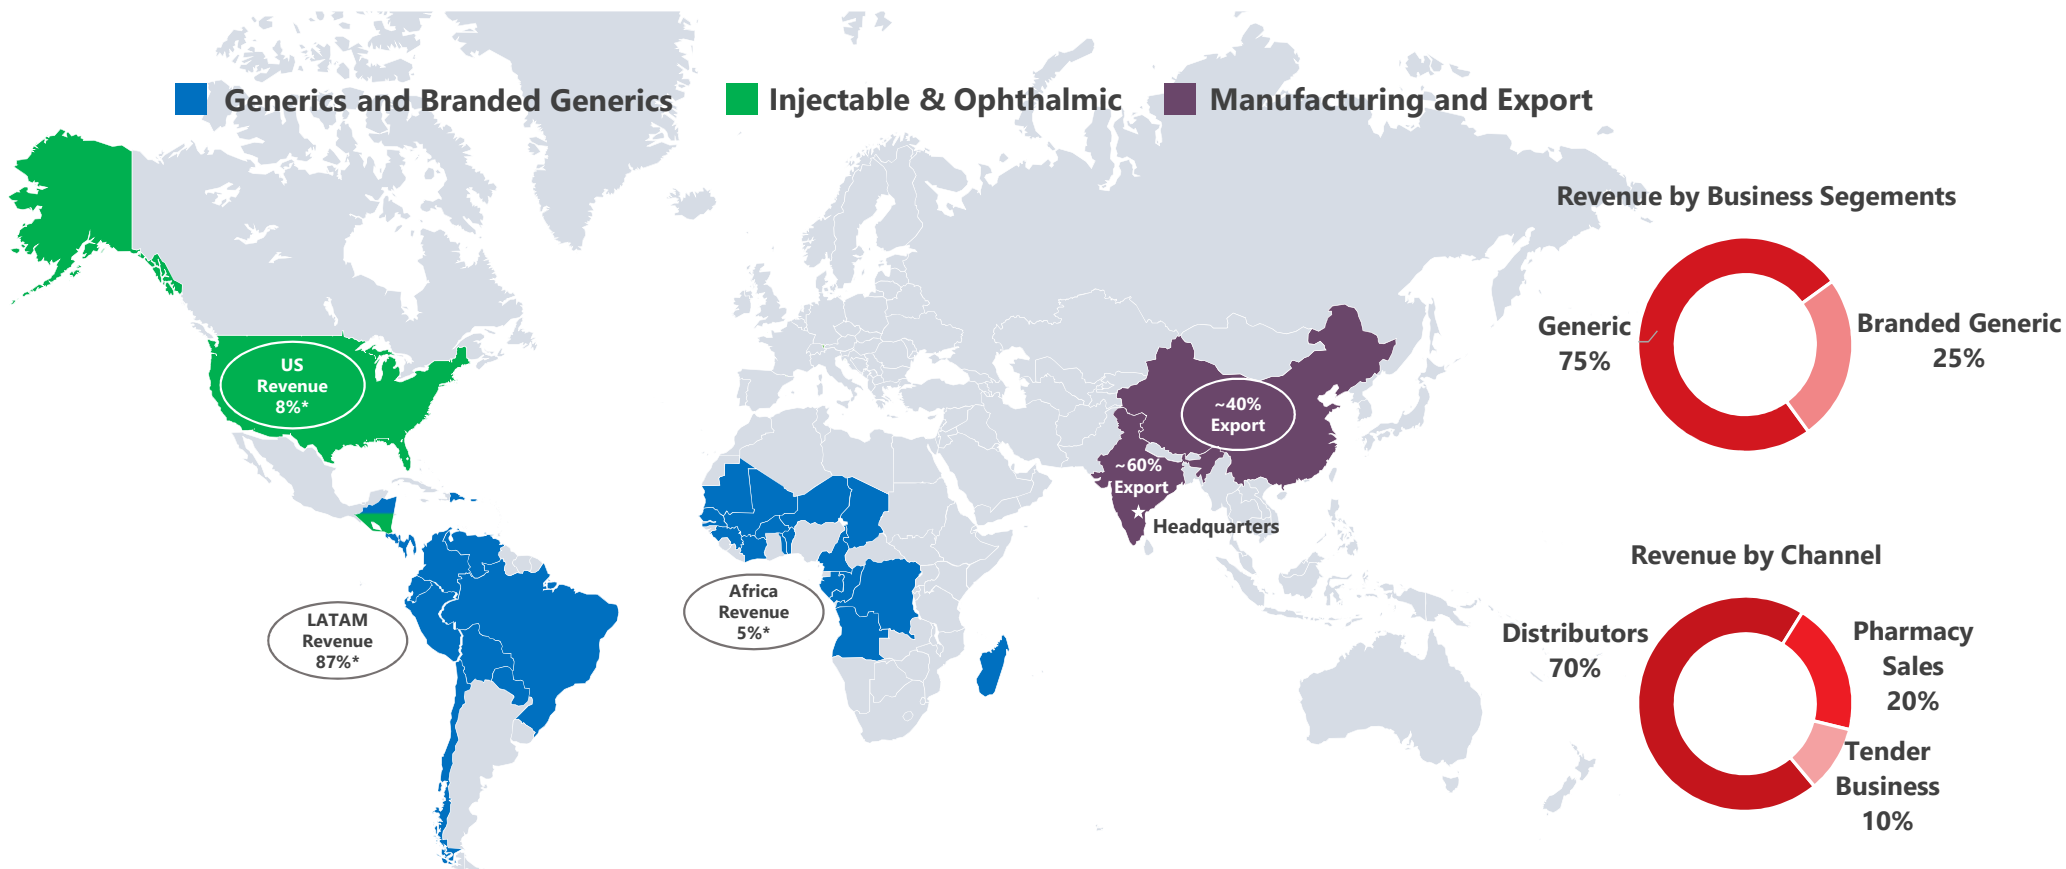 Generics and Branded Generics
Injectable & Ophthalmic
Manufacturing and Export
US
Revenue
8%*
LATAM
Revenue
87%*
Africa
Revenue
5%*
~40%
Export
~60%
Export
Headquarters
Revenue by Business Segements
Generic
75%
Branded Generic
25%
Revenue by Channel
Distributors
70%
Pharmacy
Sales
20%
Tender
Business
10%